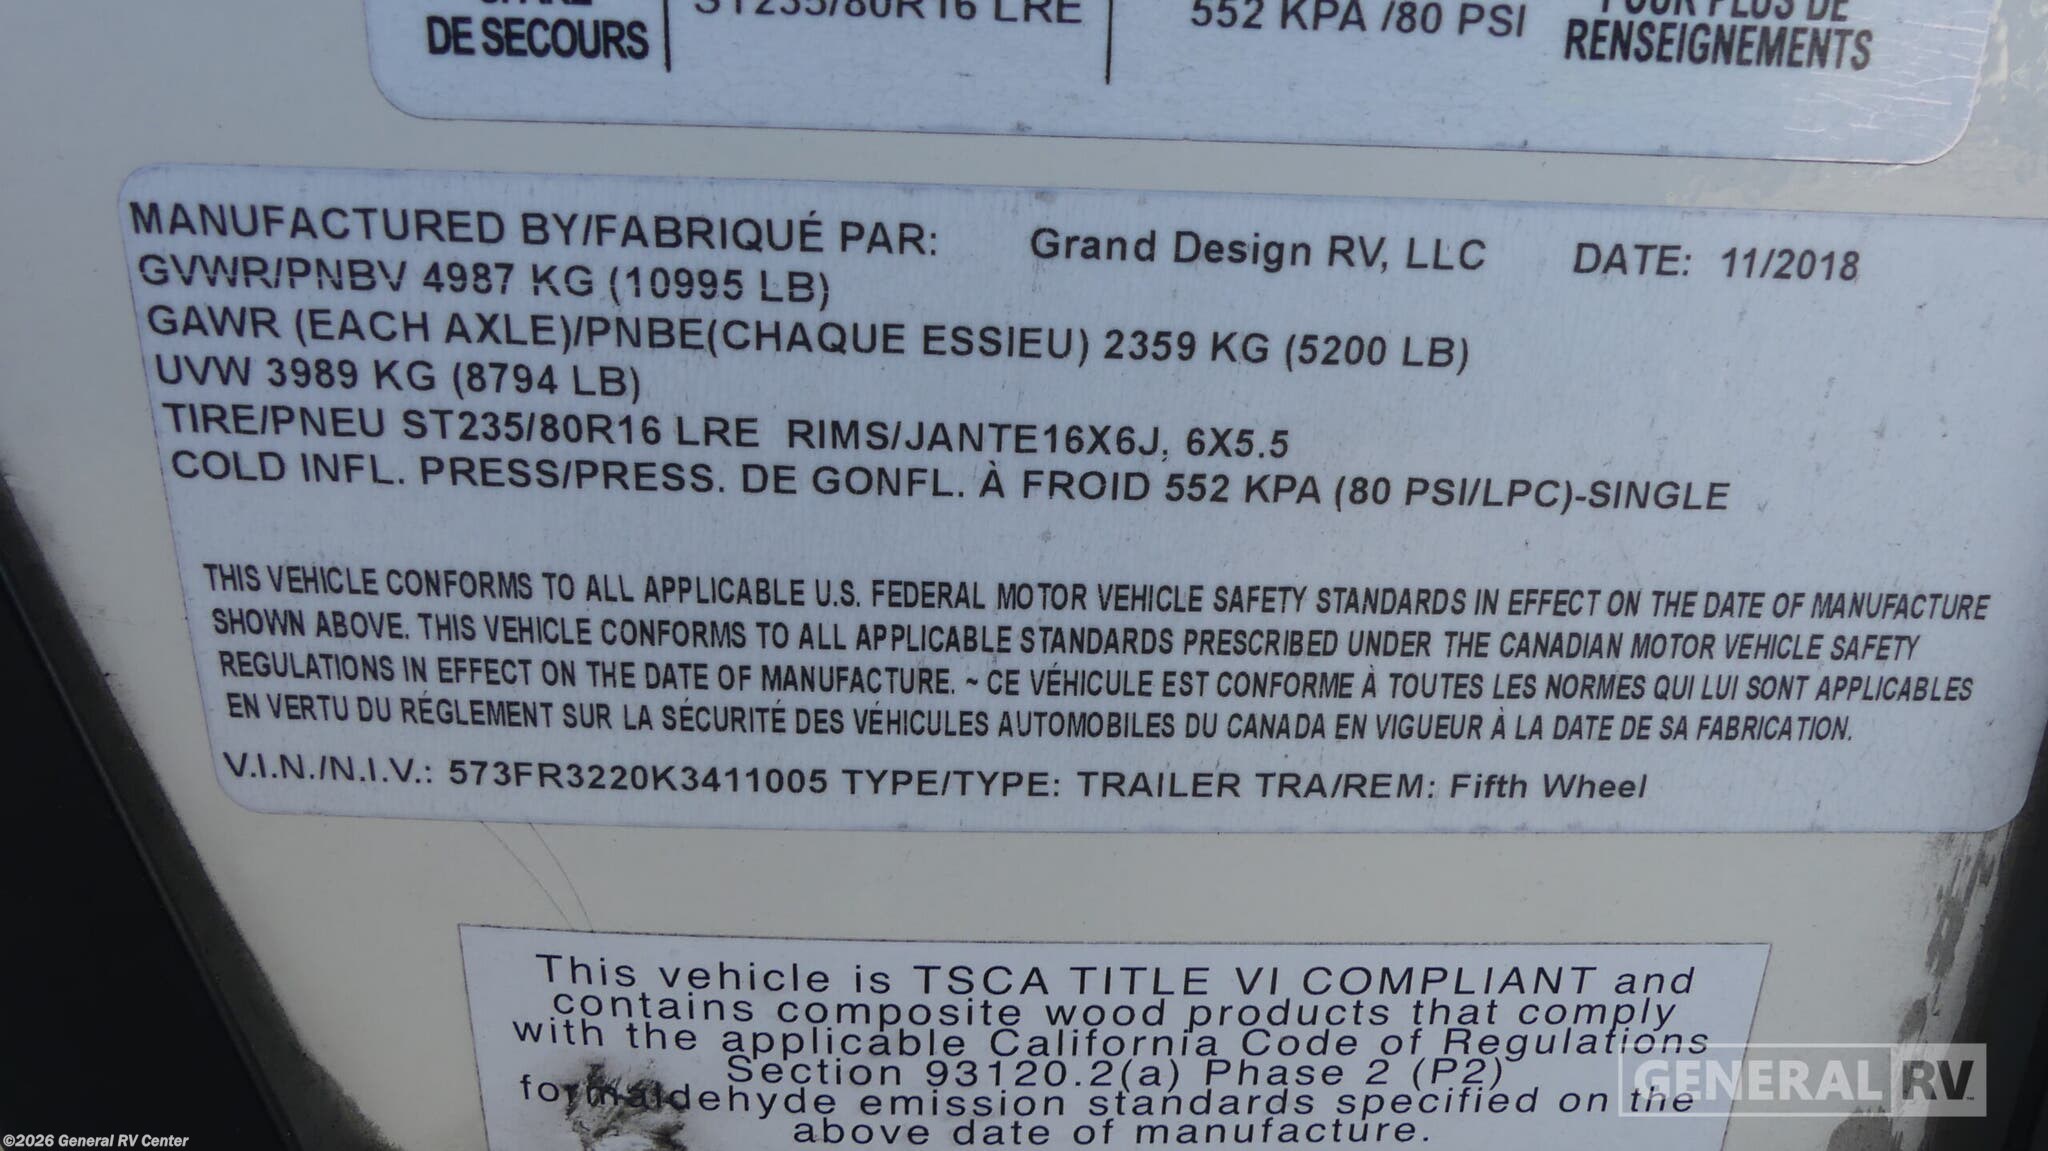 DE SECOURS
ST235/80R16 LRE
552 KPA /80 PSI
POUR PLUS DE
RENSEIGNEMENTS
MANUFACTURED BY/FABRIQUÉ PAR: Grand Design RV, LLC DATE: 11/2018
GVWR/PNBV 4987 KG (10995 LB)
GAWR (EACH AXLE)/PNBE(CHAQUE ESSIEU) 2359 KG (5200 LB)
UVW 3989 KG (8794 LB)
TIRE/PNEU ST235/80R16 LRE RIMS/JANTE16X6J, 6X5.5
COLD INFL. PRESS/PRESS. DE GONFL. À FROID 552 KPA (80 PSI/LPC)-SINGLE
THIS VEHICLE CONFORMS TO ALL APPLICABLE U.S. FEDERAL MOTOR VEHICLE SAFETY STANDARDS IN EFFECT ON THE DATE OF MANUFACTURE
SHOWN ABOVE. THIS VEHICLE CONFORMS TO ALL APPLICABLE STANDARDS PRESCRIBED UNDER THE CANADIAN MOTOR VEHICLE SAFETY
REGULATIONS IN EFFECT ON THE DATE OF MANUFACTURE. ~ CE VÉHICULE EST CONFORME À TOUTES LES NORMES QUI LUI SONT APPLICABLES
EN VERTU DU RÉGLEMENT SUR LA SÉCURITÉ DES VÉHICULES AUTOMOBILES DU CANADA EN VIGUEUR À LA DATE DE SA FABRICATION.
V.I.N./N.I.V.: 573FR3220K3411005 TYPE/TYPE: TRAILER TRA/REM: Fifth Wheel
This vehicle is TSCA TITLE VI COMPLIANT and
contains composite wood products that comply
with the applicable California Code of Regulations
Section 93120.2(a) Phase 2 (P2)
formaldehyde emission standards specified on the
above date of manufacture.
GENERAL RV
©2026 General RV Center